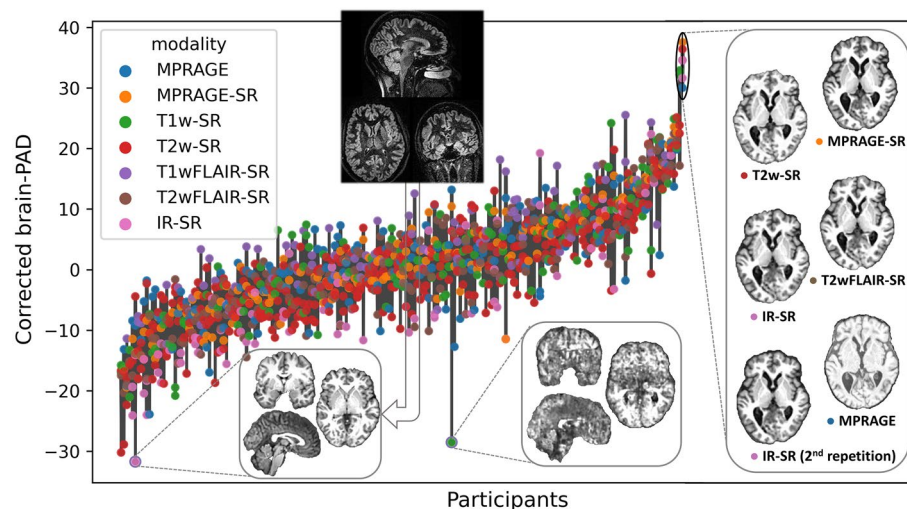 40
30
20
10
0
−10
−20
−30
Corrected brain-PAD
Participants
modality
MPRAGE
MPRAGE-SR
T1w-SR
T2w-SR
T1wFLAIR-SR
T2wFLAIR-SR
IR-SR
MPRAGE-SR
T2w-SR
T2wFLAIR-SR
IR-SR
MPRAGE
IR-SR (2nd repetition)